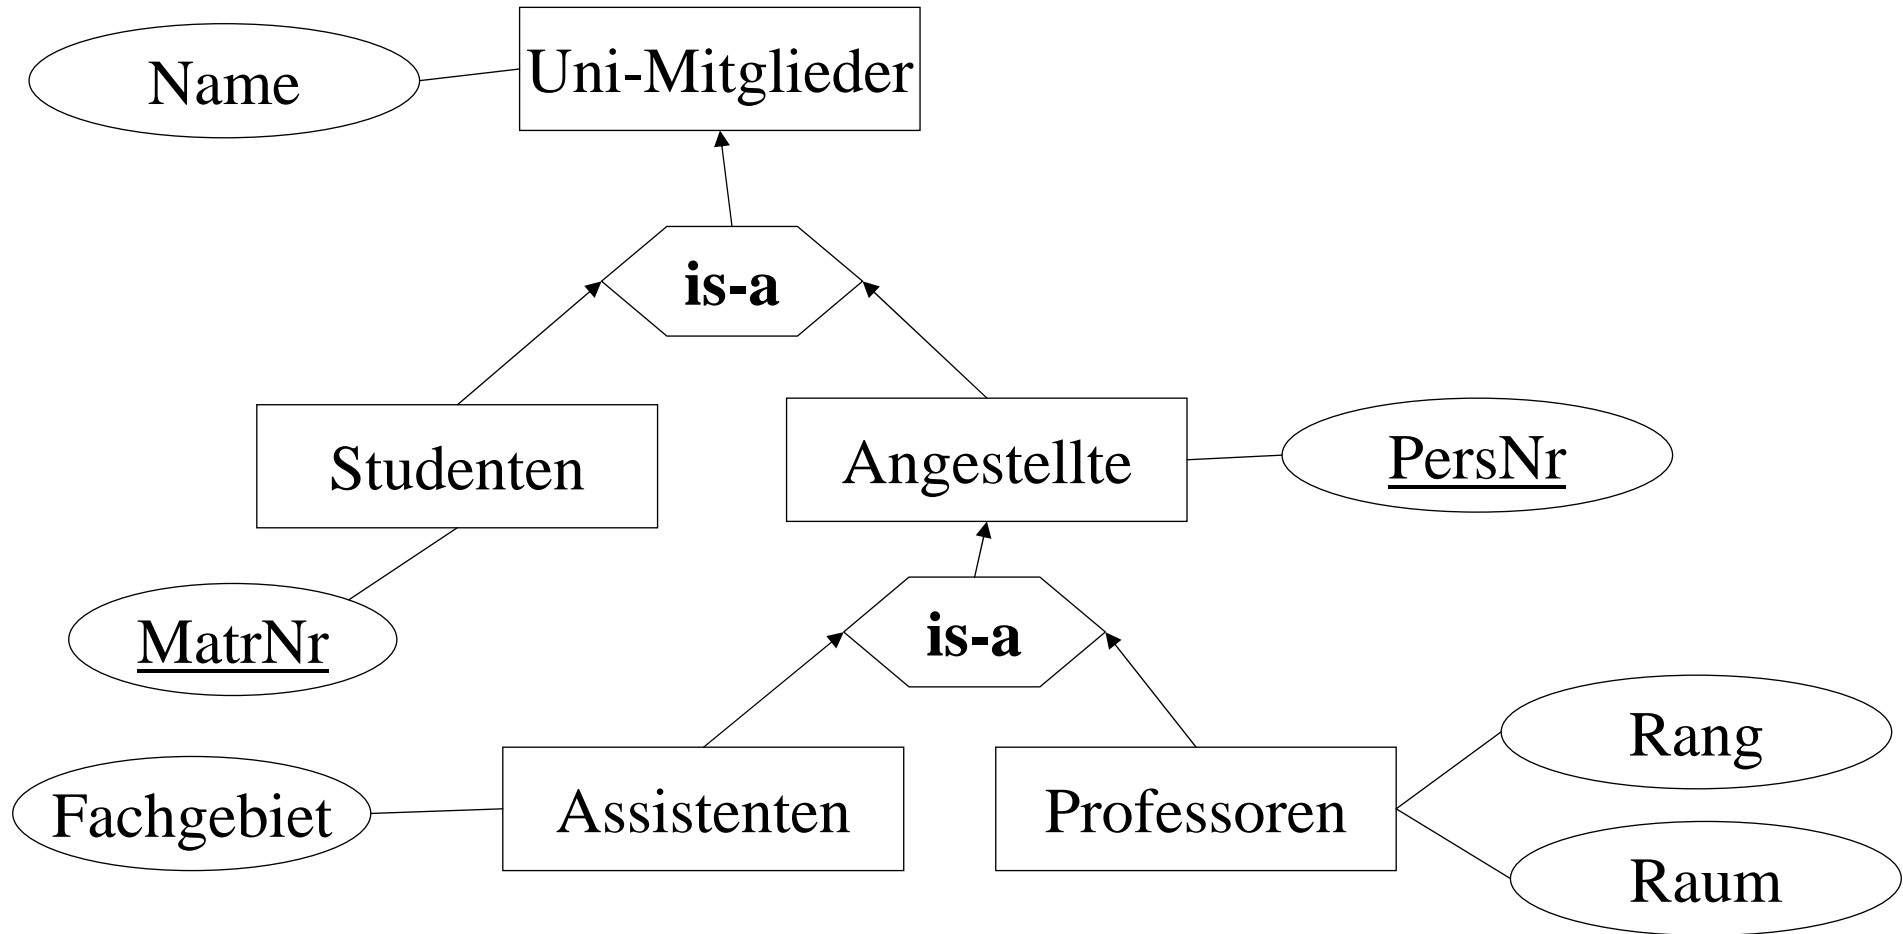 Name
Uni-Mitglieder
is-a
Studenten
Angestellte
PersNr
MatrNr
is-a
Fachgebiet
Assistenten
Professoren
Rang
Raum